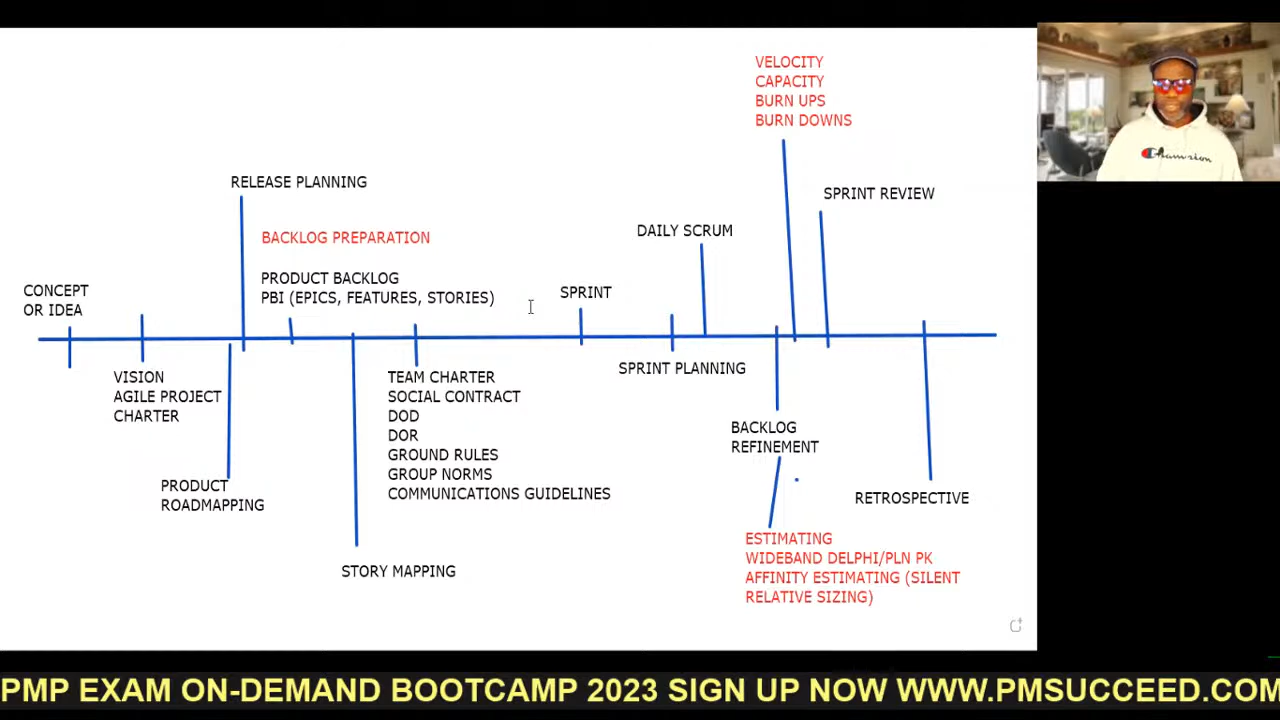 VELOCITY
CAPACITY
BURN UPS
BURN DOWNS
Champion
RELEASE PLANNING
SPRINT REVIEW
DAILY SCRUM
BACKLOG PREPARATION
PRODUCT BACKLOG
PBI (EPICS, FEATURES, STORIES)
CONCEPT
OR IDEA
SPRINT
VISION
AGILE PROJECT
CHARTER
TEAM CHARTER
SOCIAL CONTRACT
DOD
DOR
GROUND RULES
GROUP NORMS
COMMUNICATIONS GUIDELINES
SPRINT PLANNING
BACKLOG
REFINEMENT
PRODUCT
ROADMAPPING
RETROSPECTIVE
STORY MAPPING
ESTIMATING
WIDEBAND DELPHI/PLN PK
AFFINITY ESTIMATING (SILENT
RELATIVE SIZING)
PMP EXAM ON-DEMAND BOOTCAMP 2023 SIGN UP NOW WWW.PMSUCCEED.COM